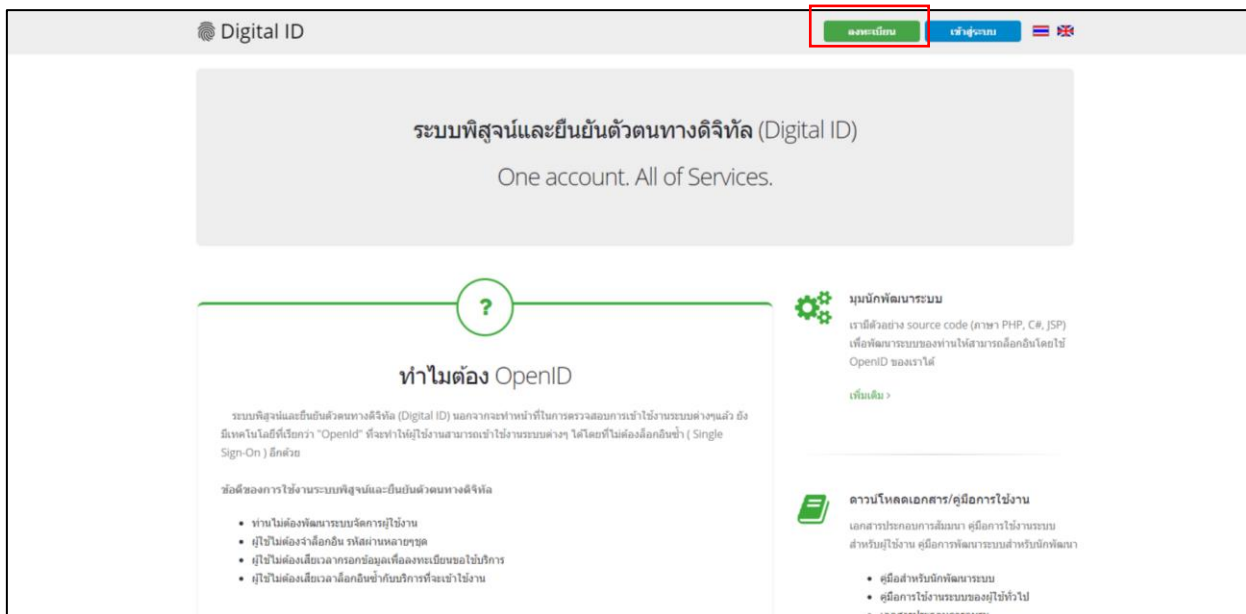 Digital ID
ลงทะเบียน
เข้าสู่ระบบ
ระบบพิสูจน์และยืนยันตัวตนทางดิจิทัล (Digital ID)
One account. All of Services.
?
ทำไมต้อง OpenID
ระบบพิสูจน์และยืนยันตัวตนทางดิจิทัล (Digital ID) นอกจากจะทำหน้าที่ในการตรวจสอบการเข้าใช้งานระบบต่างๆแล้ว ยัง
มีเทคโนโลยีที่เรียกว่า "OpenId" ที่จะทำให้ผู้ใช้งานสามารถเข้าใช้งานระบบต่างๆ ได้โดยที่ไม่ต้องล็อกอินซ้ำ ( Single
Sign-On ) อีกด้วย
ข้อดีของการใช้งานระบบพิสูจน์และยืนยันตัวตนทางดิจิทัล
ท่านไม่ต้องพัฒนาระบบจัดการผู้ใช้งาน
ผู้ใช้ไม่ต้องจำล็อกอิน รหัสผ่านหลายๆชุด
ผู้ใช้ไม่ต้องเสียเวลากรอกข้อมูลเพื่อลงทะเบียนขอใช้บริการ
ผู้ใช้ไม่ต้องเสียเวลาล็อกอินซ้ำกับบริการที่จะเข้าใช้งาน
มุมนักพัฒนาระบบ
เรามีตัวอย่าง source code (ภาษา PHP, C#, JSP)
เพื่อพัฒนาระบบของท่านให้สามารถล็อกอินโดยใช้
OpenID ของเราได้
เพิ่มเติม >
ดาวน์โหลดเอกสาร/คู่มือการใช้งาน
เอกสารประกอบการสัมมนา คู่มือการใช้งานระบบ
สำหรับผู้ใช้งาน คู่มือการพัฒนาระบบสำหรับนักพัฒนา
คู่มือสำหรับนักพัฒนาระบบ
คู่มือการใช้งานระบบของผู้ใช้ทั่วไป